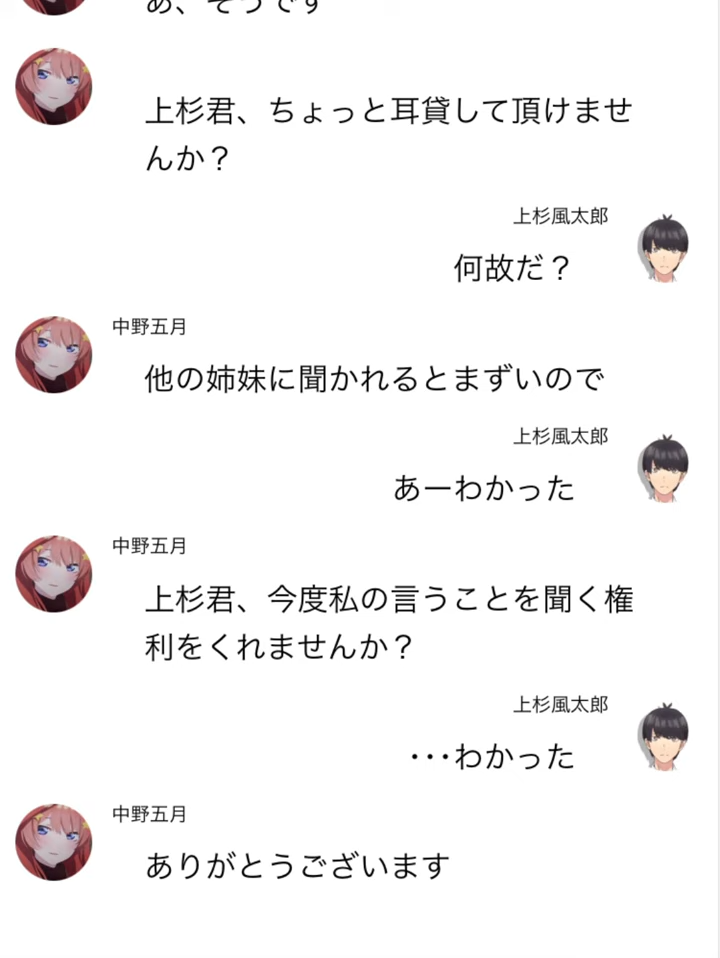 あ、そうです
上杉君、ちょっと耳貸して頂けませ
んか？
上杉風太郎
何故だ？
中野五月
他の姉妹に聞かれるとまずいので
上杉風太郎
あーわかった
中野五月
上杉君、今度私の言うことを聞く権
利をくれませんか？
上杉風太郎
･･･わかった
中野五月
ありがとうございます